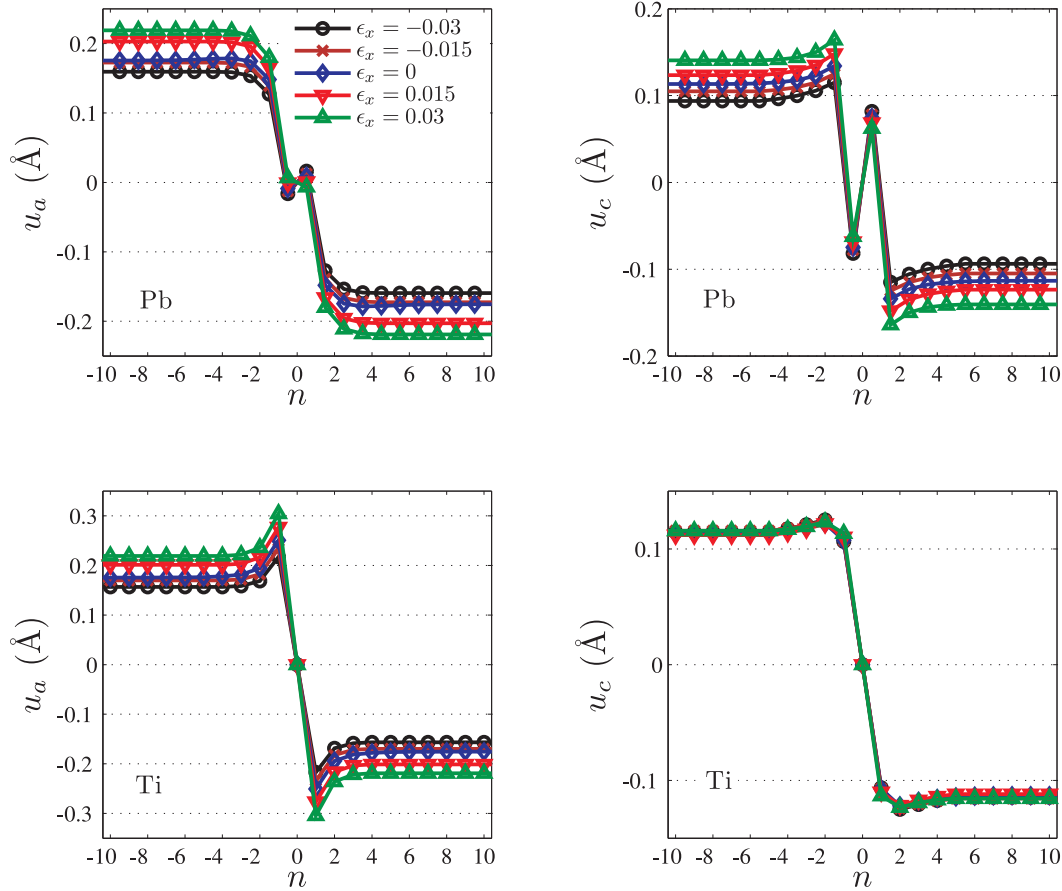 0.2
0.1
0
-0.1
-0.2
u_a (Å)
ϵ_x = −0.03
ϵ_x = −0.015
ϵ_x = 0
ϵ_x = 0.015
ϵ_x = 0.03
Pb
-10 -8 -6 -4 -2 0 2 4 6 8 10
n
0.2
0.1
0
-0.1
-0.2
u_c (Å)
Pb
-10 -8 -6 -4 -2 0 2 4 6 8 10
n
0.3
0.2
0.1
0
-0.1
-0.2
-0.3
u_a (Å)
Ti
-10 -8 -6 -4 -2 0 2 4 6 8 10
n
0.1
0
-0.1
u_c (Å)
Ti
-10 -8 -6 -4 -2 0 2 4 6 8 10
n